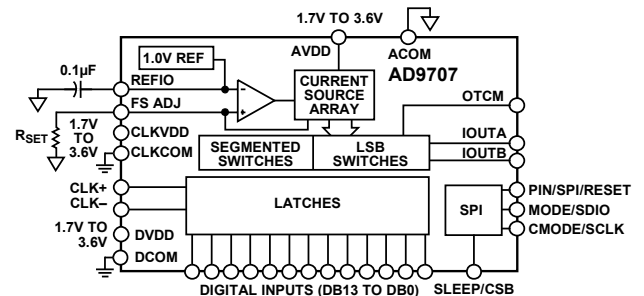 1.7V TO 3.6V
AVDD
ACOM
1.0V REF
AD9707
0.1µF
REFIO
CURRENT
SOURCE
ARRAY
OTCM
FS ADJ
RSET
1.7V
TO
3.6V
CLKVDD
CLKCOM
SEGMENTED
SWITCHES
LSB
SWITCHES
IOUTA
IOUTB
CLK+
CLK–
LATCHES
SPI
PIN/SPI/RESET
MODE/SDIO
CMODE/SCLK
1.7V TO
3.6V
DVDD
DCOM
DIGITAL INPUTS (DB13 TO DB0)
SLEEP/CSB